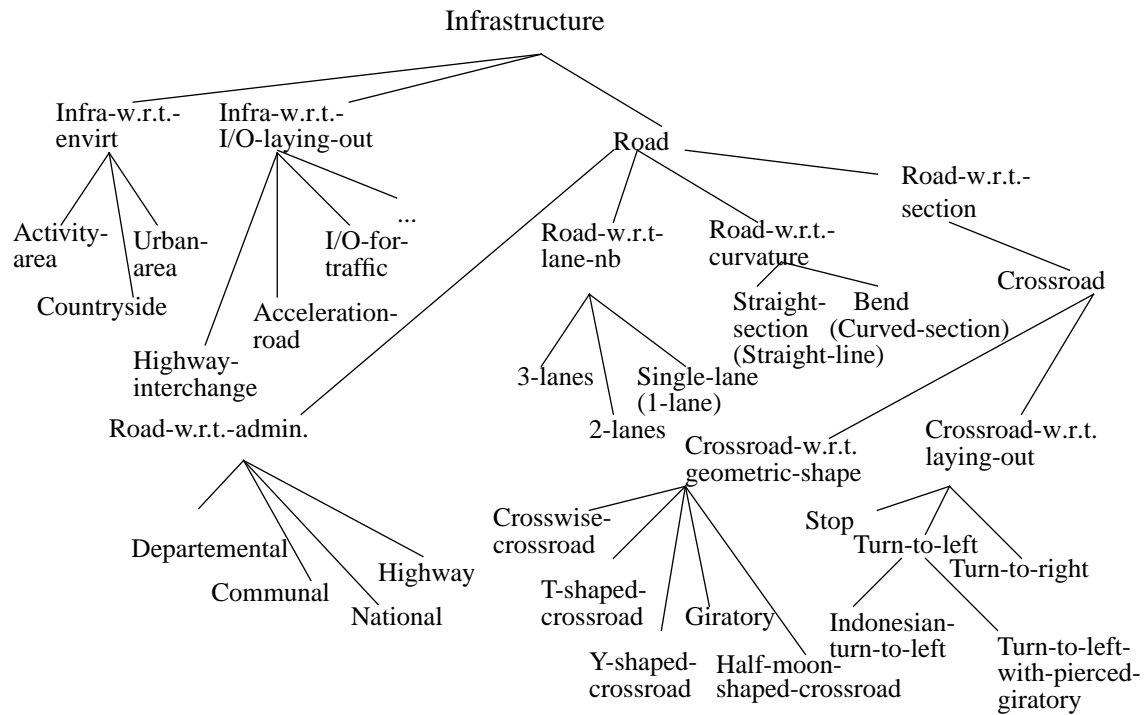 Infrastructure
Infra-w.r.t.-
envirt
Infra-w.r.t.-
I/O-laying-out
Road
Road-w.r.t.-
section
Activity-
area
Urban-
area
Countryside
...
I/O-for-
traffic
Acceleration-
road
Highway-
interchange
Road-w.r.t-
lane-nb
Road-w.r.t.-
curvature
Crossroad
Straight-
section
(Straight-line)
Bend
(Curved-section)
3-lanes
Single-lane
(1-lane)
2-lanes
Road-w.r.t.-admin.
Crossroad-w.r.t.
geometric-shape
Crossroad-w.r.t.
laying-out
Departemental
Communal
National
Highway
Crosswise-
crossroad
T-shaped-
crossroad
Y-shaped-
crossroad
Giratory
Half-moon-
shaped-crossroad
Stop
Turn-to-left
Turn-to-right
Indonesian-
turn-to-left
Turn-to-left-
with-pierced-
giratory